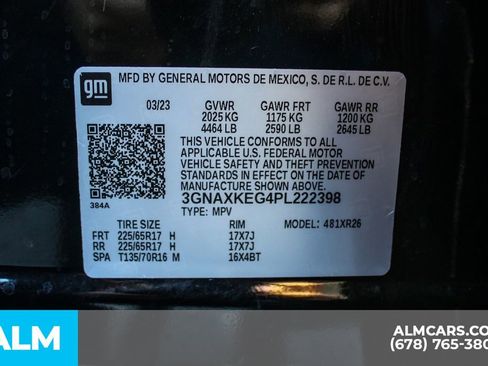 gm
MFD BY GENERAL MOTORS DE MEXICO, S. DE R.L. DE C.V.
03/23 GVWR GAWR FRT GAWR RR
2025 KG 1175 KG 1200 KG
4464 LB 2590 LB 2645 LB
THIS VEHICLE CONFORMS TO ALL
APPLICABLE U.S. FEDERAL MOTOR
VEHICLE SAFETY AND THEFT PREVENTION
STANDARDS IN EFFECT ON THE DATE OF
MANUFACTURE SHOWN ABOVE.
384A 3GNAXKEG4PL222398
TYPE: MPV
TIRE SIZE RIM MODEL: 481XR26
FRT 225/65R17 H 17X7J
RR 225/65R17 H 17X7J
SPA T135/70R16 M 16X4BT
ALM
ALMCARS.COM
(678) 765-380